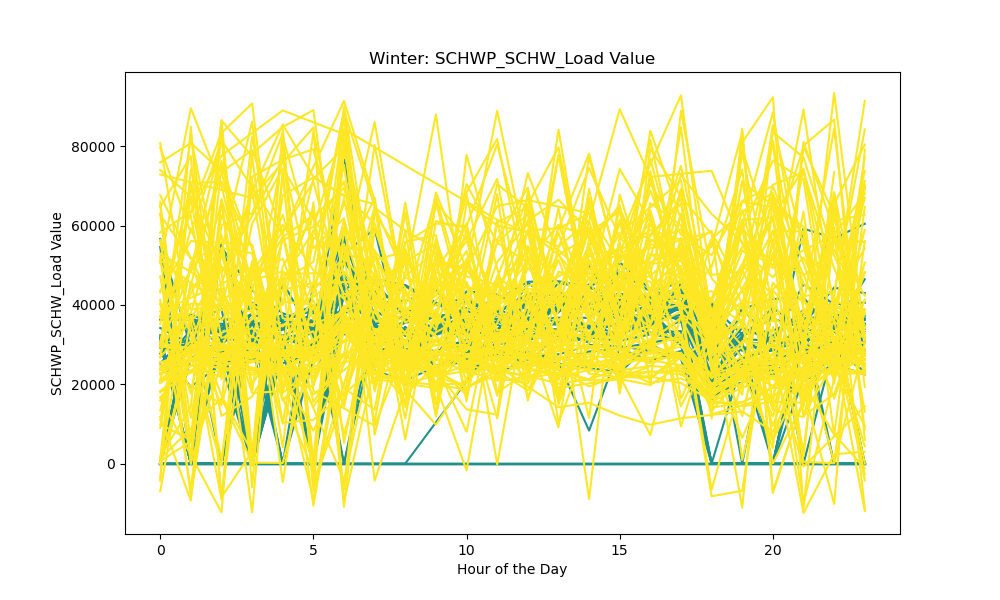 Winter: SCHWP_SCHW_Load Value
SCHWP_SCHW_Load Value
80000
60000
40000
20000
0
0 5 10 15 20
Hour of the Day